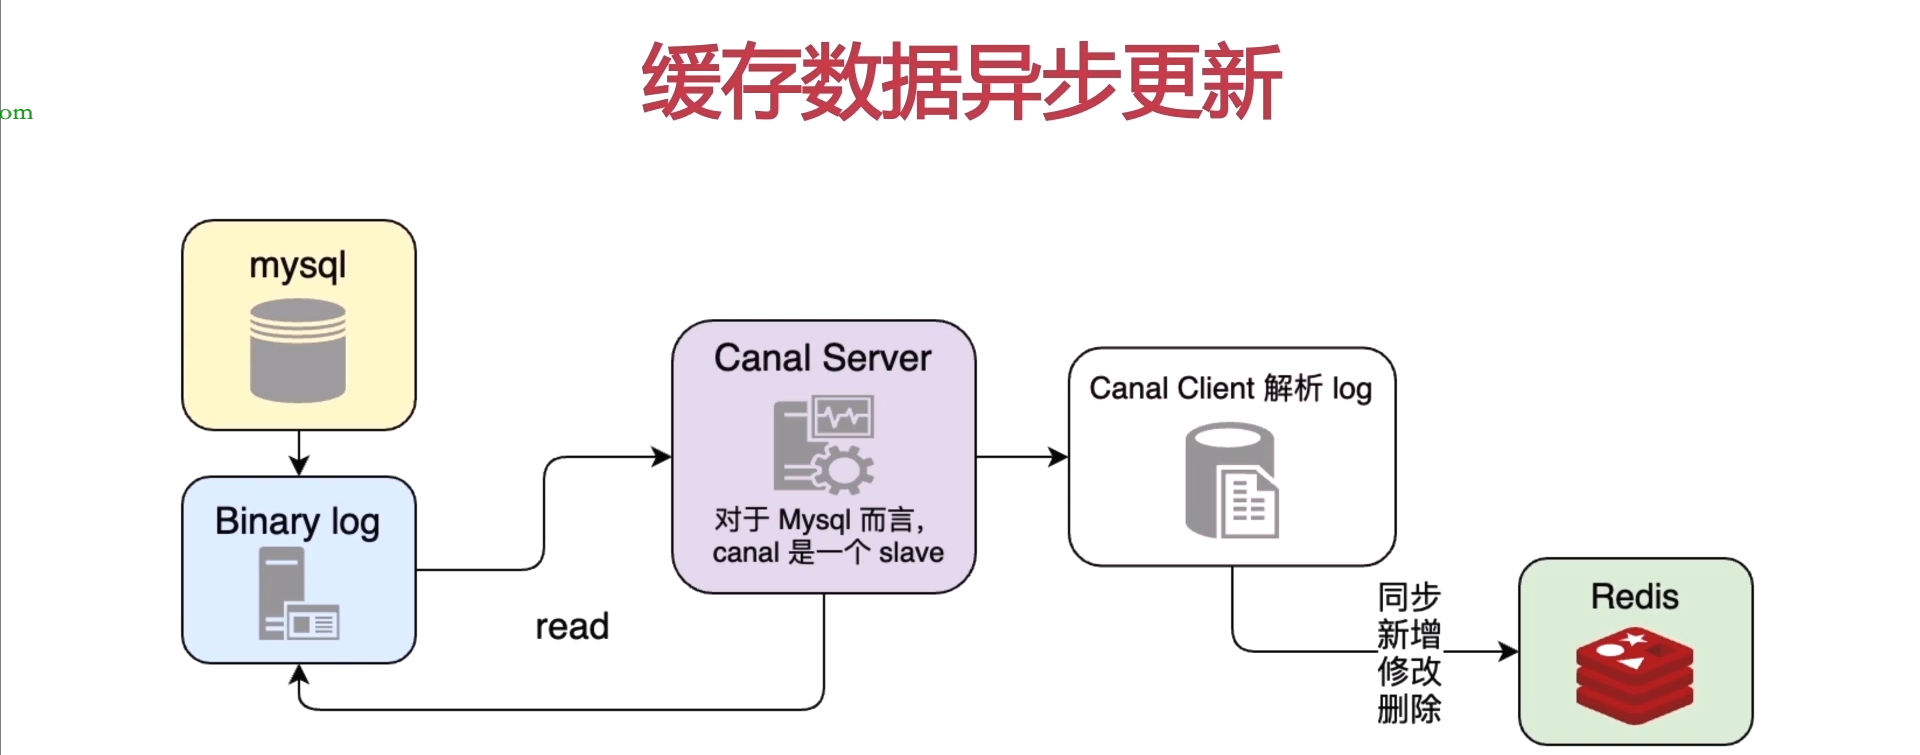 缓存数据异步更新
om
mysql
Binary log
read
Canal Server
对于 Mysql 而言，
canal 是一个 slave
Canal Client 解析 log
同步
新增
修改
删除
Redis